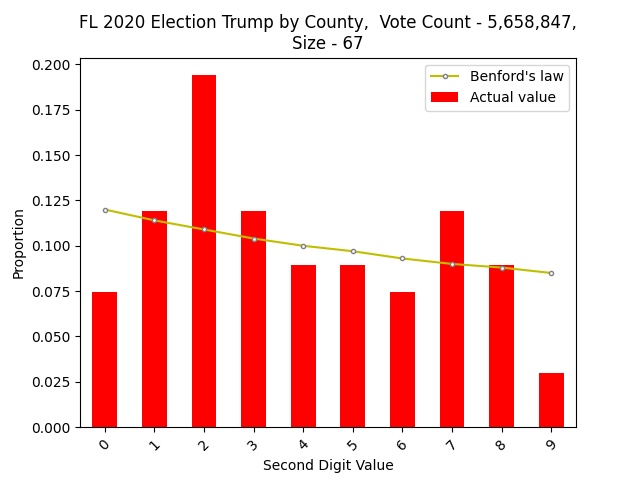 FL 2020 Election Trump by County,  Vote Count - 5,658,847,
Size - 67
Benford's law
Actual value
0.200
0.175
0.150
0.125
0.100
0.075
0.050
0.025
0.000
Proportion
0 1 2 3 4 5 6 7 8 9
Second Digit Value